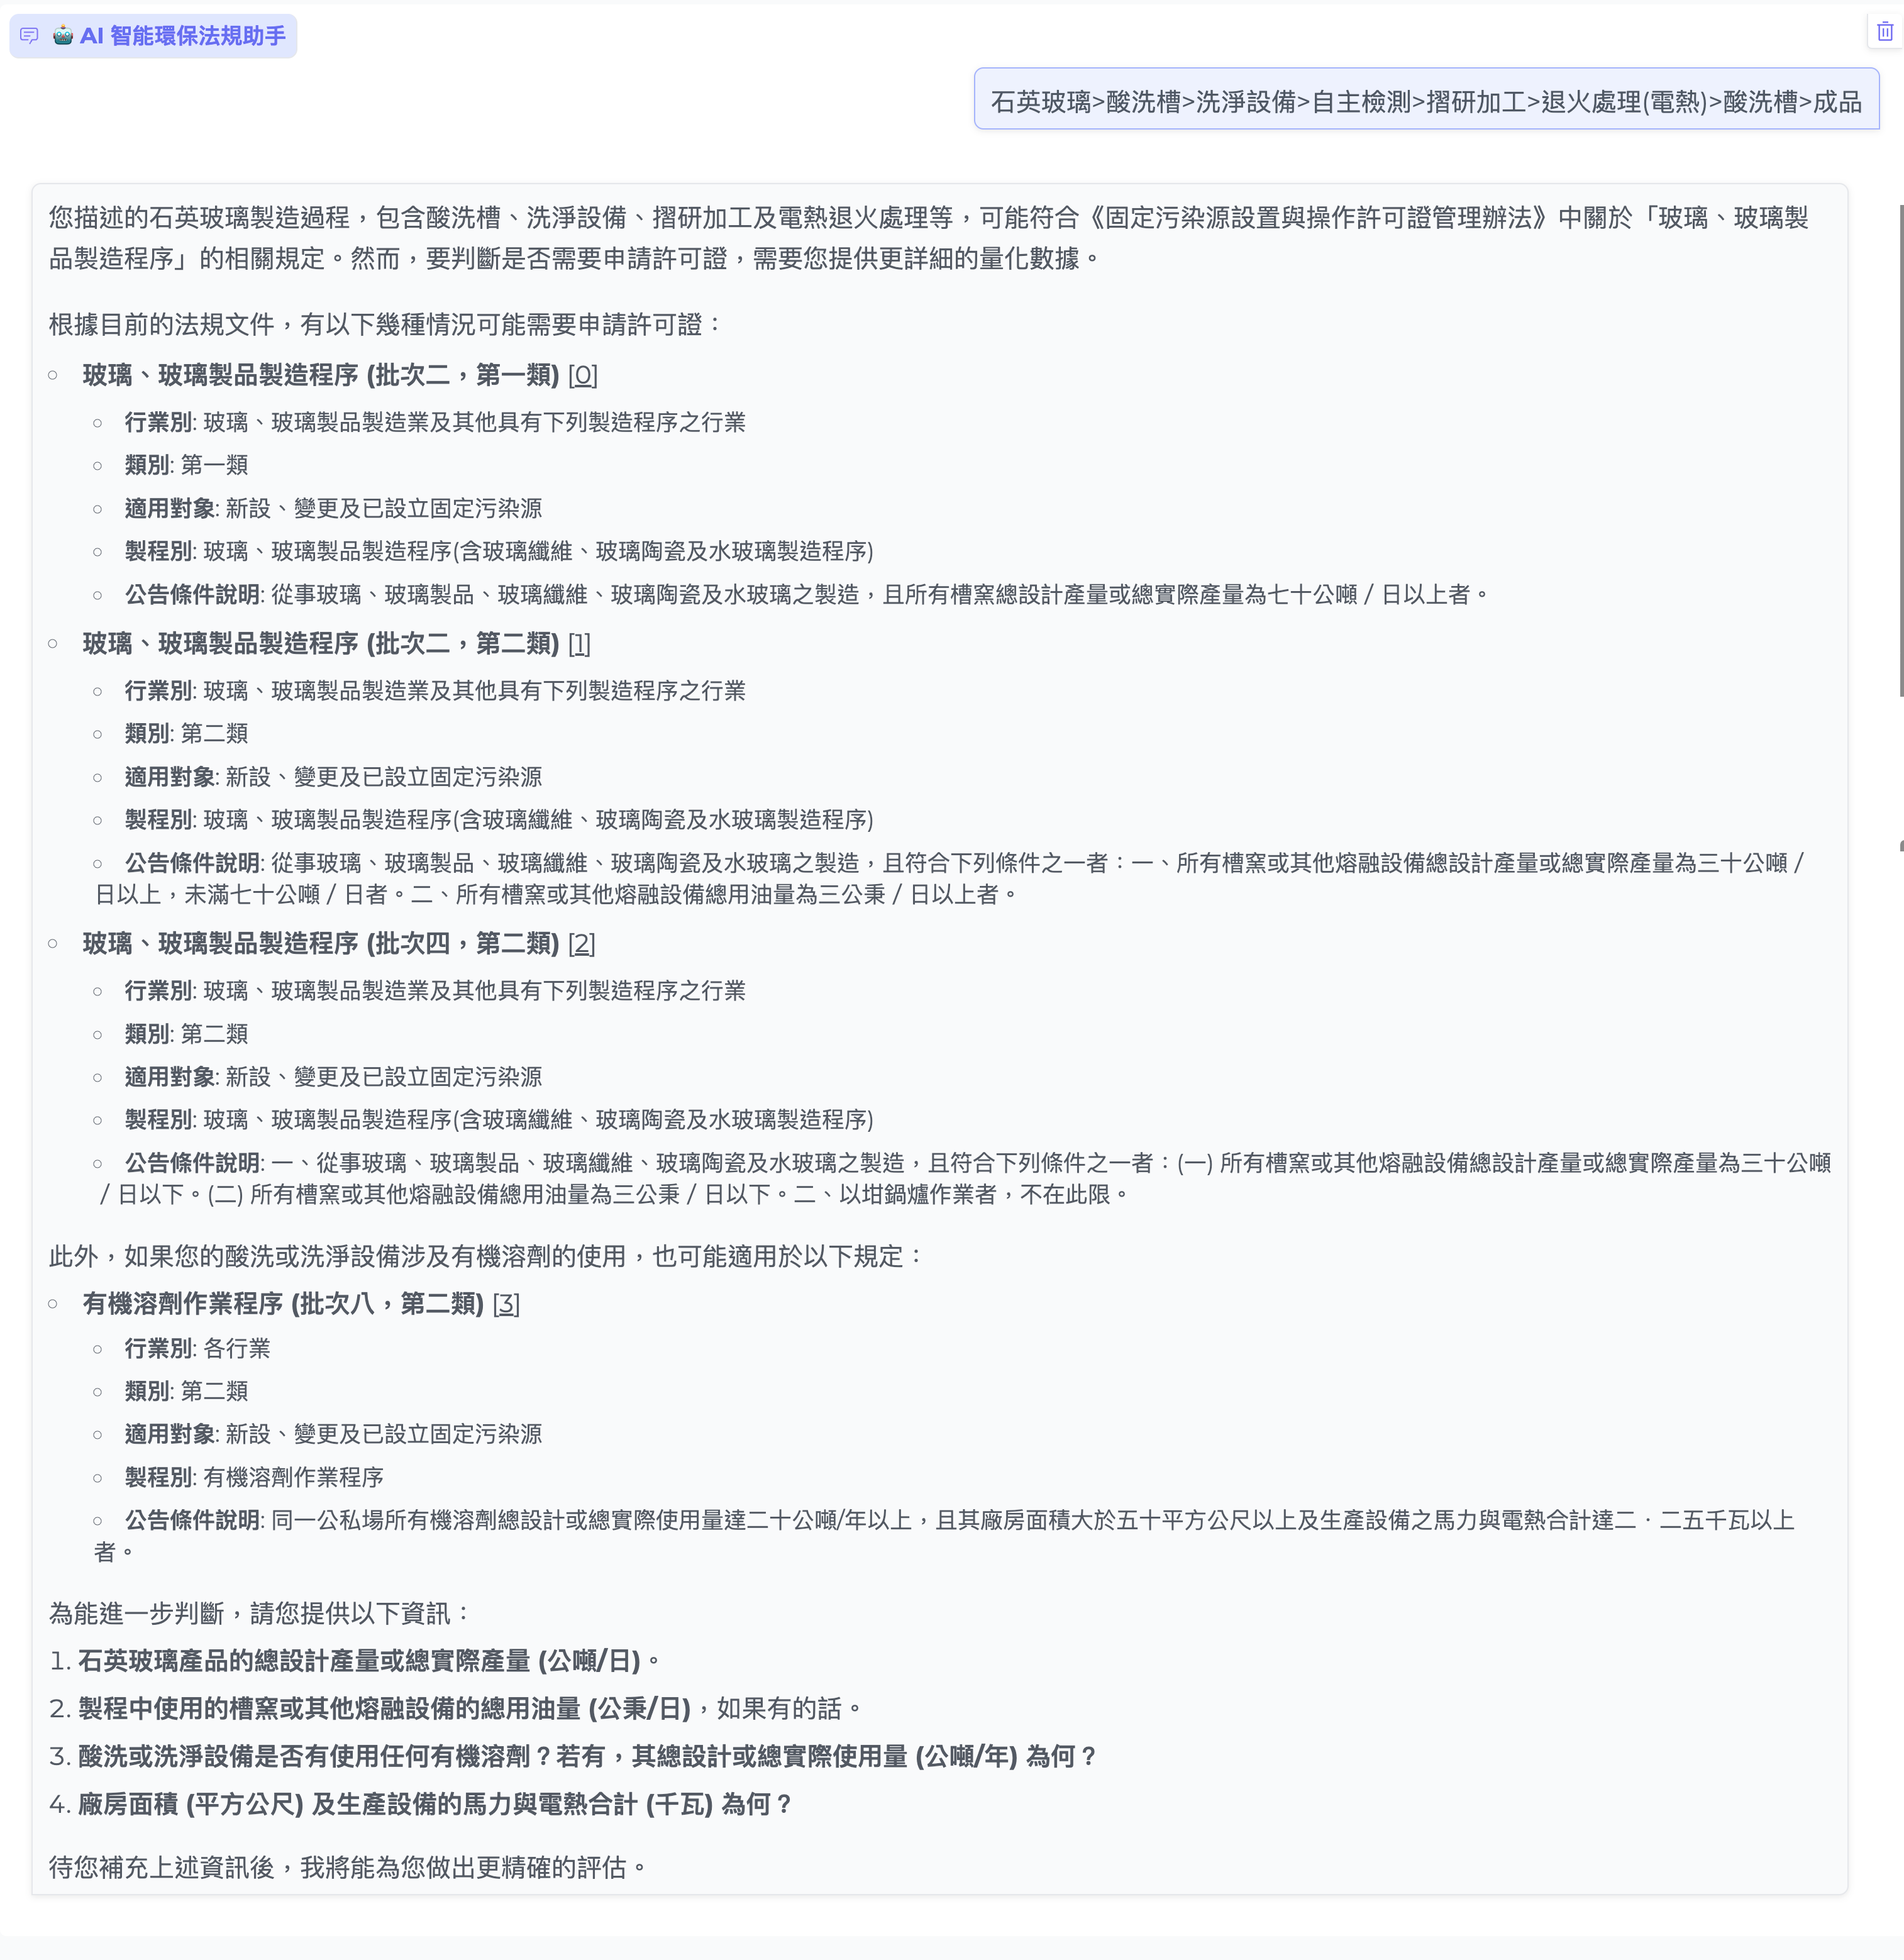 AI 智能環保法規助手
石英玻璃>酸洗槽>洗淨設備>自主檢測>摺研加工>退火處理(電熱)>酸洗槽>成品
您描述的石英玻璃製造過程，包含酸洗槽、洗淨設備、摺研加工及電熱退火處理等，可能符合《固定污染源設置與操作許可證管理辦法》中關於「玻璃、玻璃製
品製造程序」的相關規定。然而，要判斷是否需要申請許可證，需要您提供更詳細的量化數據。
根據目前的法規文件，有以下幾種情況可能需要申請許可證：
玻璃、玻璃製品製造程序 (批次二，第一類) [0]
行業別: 玻璃、玻璃製品製造業及其他具有下列製造程序之行業
類別: 第一類
適用對象: 新設、變更及已設立固定污染源
製程別: 玻璃、玻璃製品製造程序(含玻璃纖維、玻璃陶瓷及水玻璃製造程序)
公告條件說明: 從事玻璃、玻璃製品、玻璃纖維、玻璃陶瓷及水玻璃之製造，且所有槽窯總設計產量或總實際產量為七十公噸 / 日以上者。
玻璃、玻璃製品製造程序 (批次二，第二類) [1]
行業別: 玻璃、玻璃製品製造業及其他具有下列製造程序之行業
類別: 第二類
適用對象: 新設、變更及已設立固定污染源
製程別: 玻璃、玻璃製品製造程序(含玻璃纖維、玻璃陶瓷及水玻璃製造程序)
公告條件說明: 從事玻璃、玻璃製品、玻璃纖維、玻璃陶瓷及水玻璃之製造，且符合下列條件之一者：一、所有槽窯或其他熔融設備總設計產量或總實際產量為三十公噸 /
日以上，未滿七十公噸 / 日者。二、所有槽窯或其他熔融設備總用油量為三公秉 / 日以上者。
玻璃、玻璃製品製造程序 (批次四，第二類) [2]
行業別: 玻璃、玻璃製品製造業及其他具有下列製造程序之行業
類別: 第二類
適用對象: 新設、變更及已設立固定污染源
製程別: 玻璃、玻璃製品製造程序(含玻璃纖維、玻璃陶瓷及水玻璃製造程序)
公告條件說明: 一、從事玻璃、玻璃製品、玻璃纖維、玻璃陶瓷及水玻璃之製造，且符合下列條件之一者：(一) 所有槽窯或其他熔融設備總設計產量或總實際產量為三十公噸
/ 日以下。(二) 所有槽窯或其他熔融設備總用油量為三公秉 / 日以下。二、以坩鍋爐作業者，不在此限。
此外，如果您的酸洗或洗淨設備涉及有機溶劑的使用，也可能適用於以下規定：
有機溶劑作業程序 (批次八，第二類) [3]
行業別: 各行業
類別: 第二類
適用對象: 新設、變更及已設立固定污染源
製程別: 有機溶劑作業程序
公告條件說明: 同一公私場所有機溶劑總設計或總實際使用量達二十公噸/年以上，且其廠房面積大於五十平方公尺以上及生產設備之馬力與電熱合計達二．二五千瓦以上
者。
為能進一步判斷，請您提供以下資訊：
1. 石英玻璃產品的總設計產量或總實際產量 (公噸/日)。
2. 製程中使用的槽窯或其他熔融設備的總用油量 (公秉/日)，如果有的話。
3. 酸洗或洗淨設備是否有使用任何有機溶劑？若有，其總設計或總實際使用量 (公噸/年) 為何？
4. 廠房面積 (平方公尺) 及生產設備的馬力與電熱合計 (千瓦) 為何？
待您補充上述資訊後，我將能為您做出更精確的評估。